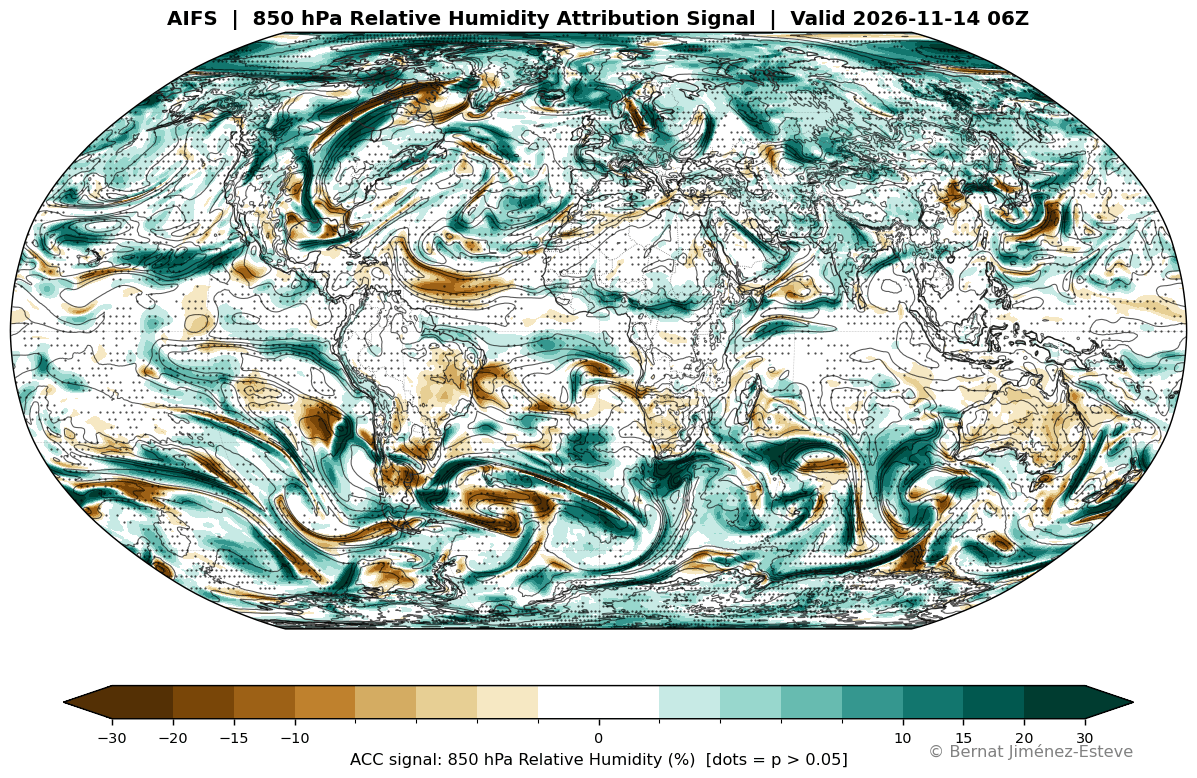 AIFS | 850 hPa Relative Humidity Attribution Signal | Valid 2026-11-14 06Z
−30 −20 −15 −10 0 10 15 20 30
ACC signal: 850 hPa Relative Humidity (%) [dots = p > 0.05]
© Bernat Jiménez-Esteve